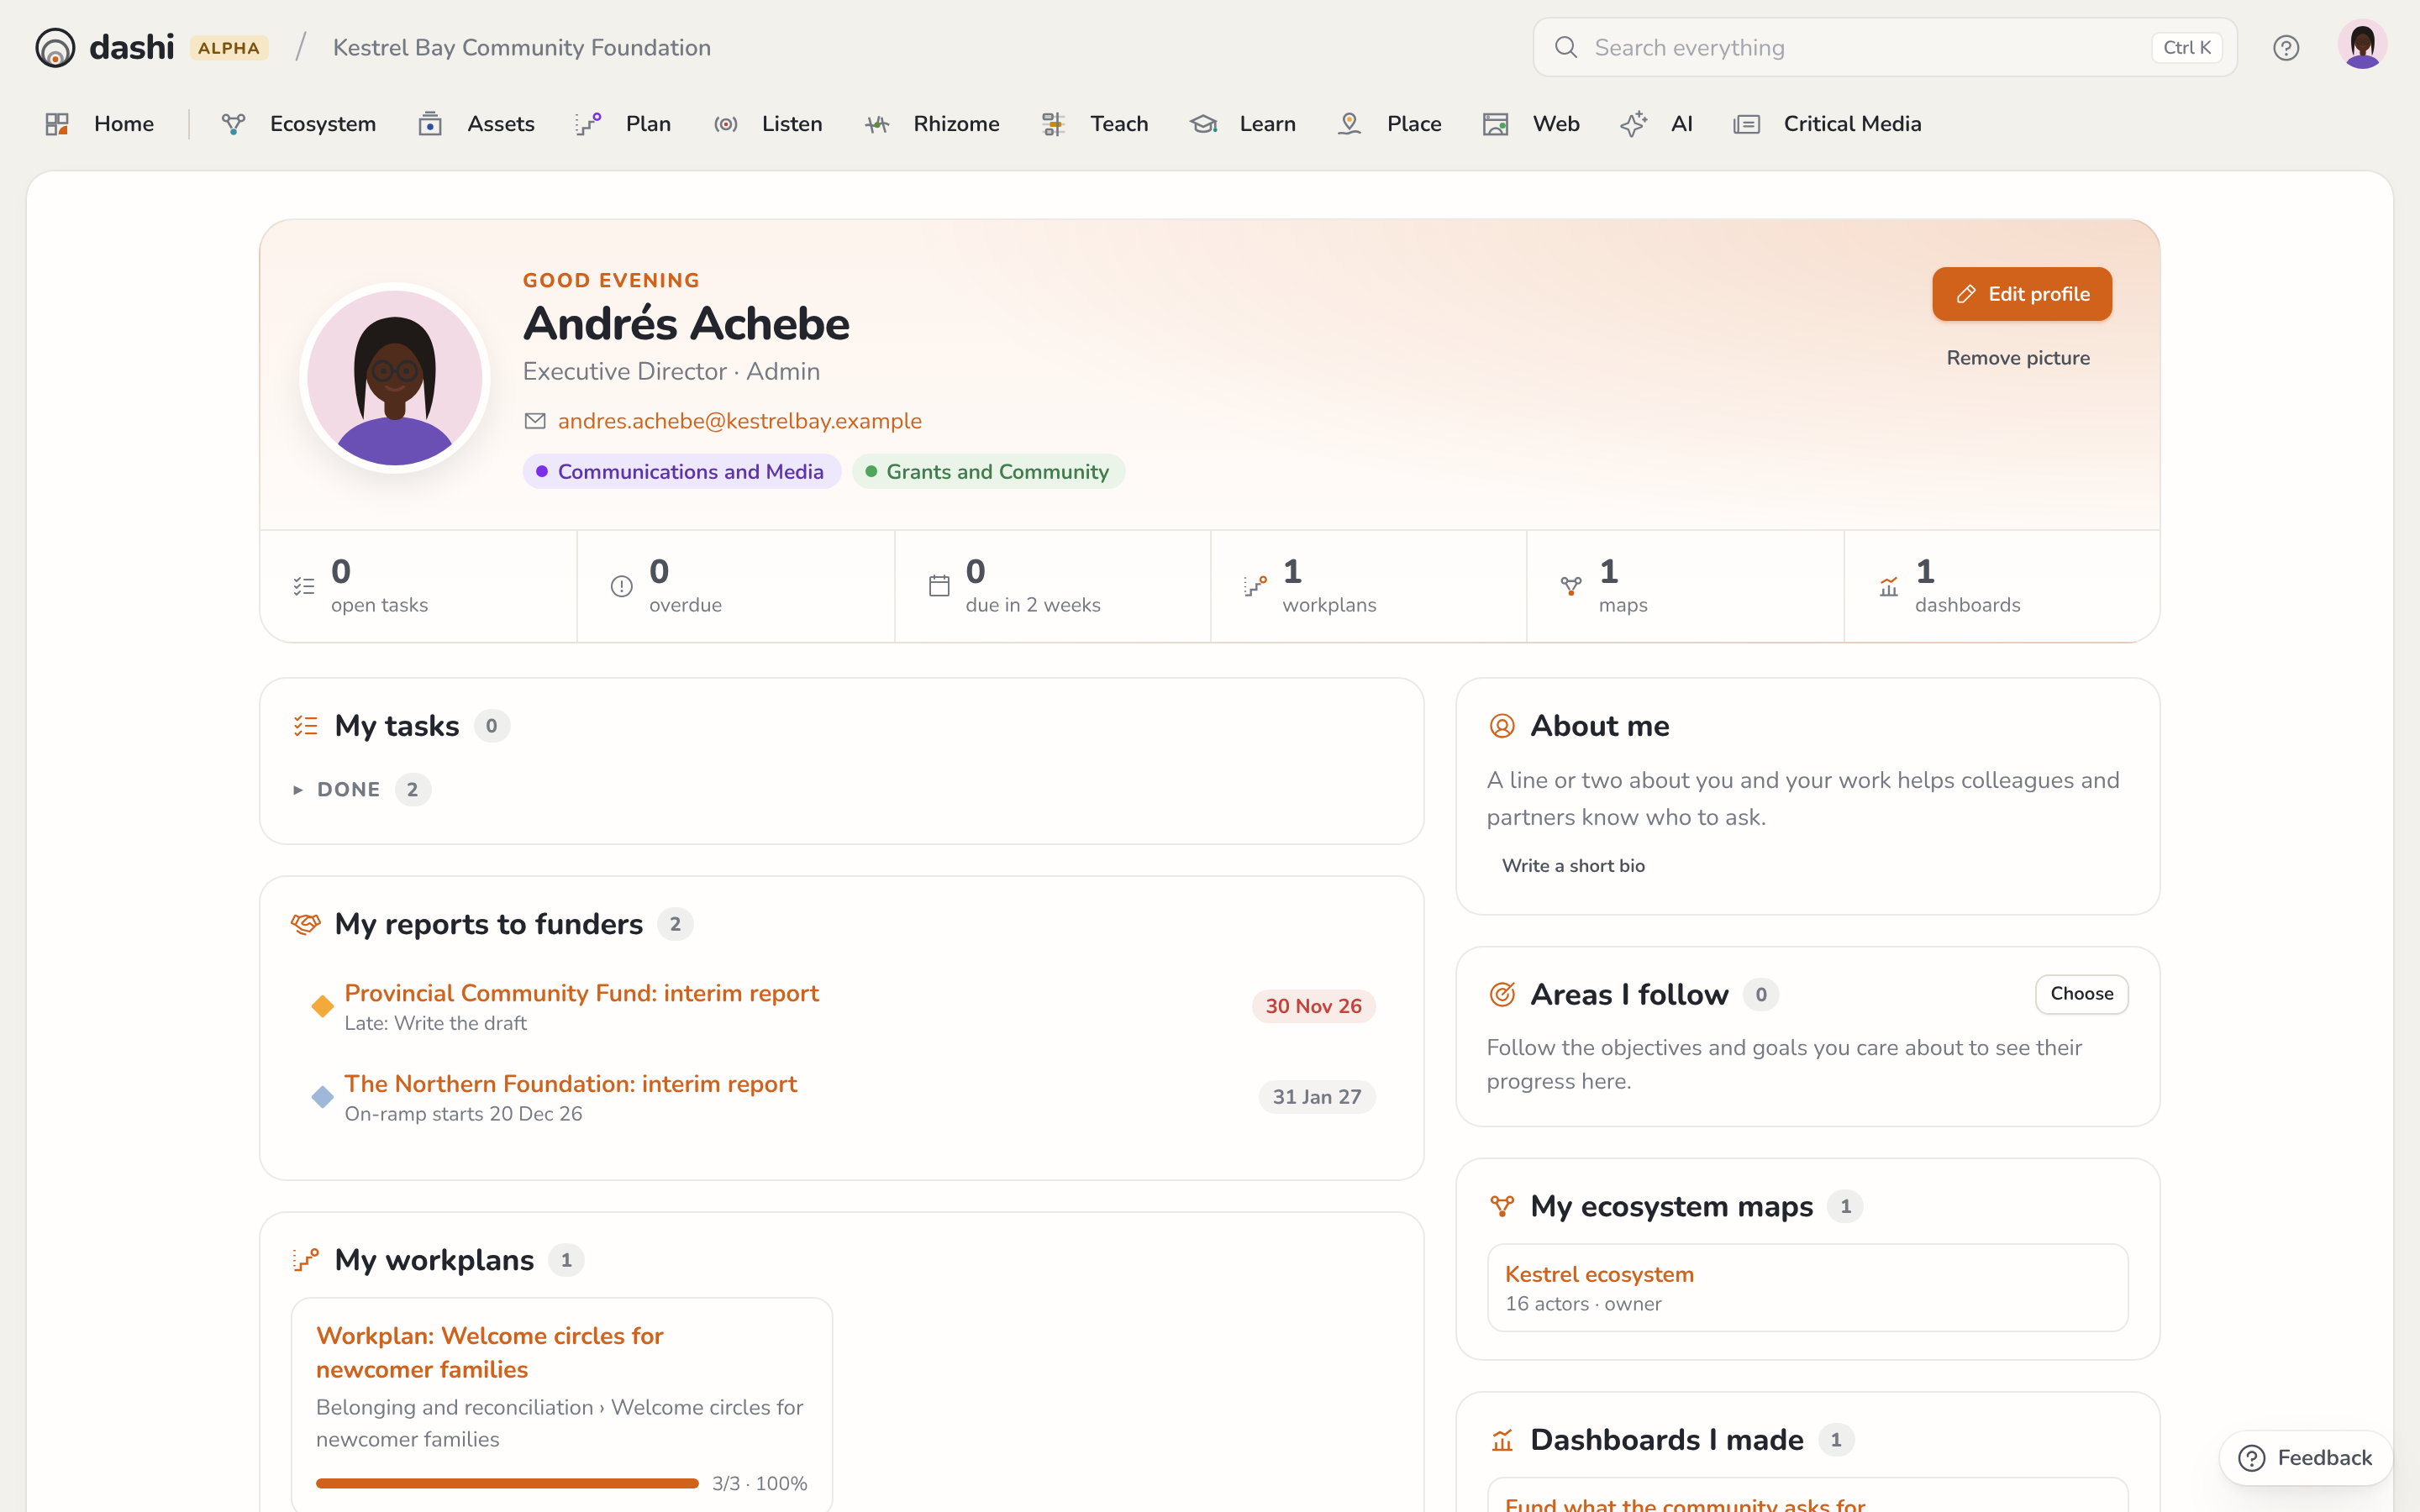 dashi ALPHA / Kestrel Bay Community Foundation
Search everything Ctrl K
Home Ecosystem Assets Plan Listen Rhizome Teach Learn Place Web AI Critical Media
GOOD EVENING
Andrés Achebe
Executive Director · Admin
andres.achebe@kestrelbay.example
Communications and Media Grants and Community
Edit profile
Remove picture
0 open tasks
0 overdue
0 due in 2 weeks
1 workplans
1 maps
1 dashboards
My tasks 0
DONE 2
My reports to funders 2
Provincial Community Fund: interim report
Late: Write the draft
30 Nov 26
The Northern Foundation: interim report
On-ramp starts 20 Dec 26
31 Jan 27
My workplans 1
Workplan: Welcome circles for
newcomer families
Belonging and reconciliation › Welcome circles for
newcomer families
3/3 · 100%
About me
A line or two about you and your work helps colleagues and
partners know who to ask.
Write a short bio
Areas I follow 0
Choose
Follow the objectives and goals you care about to see their
progress here.
My ecosystem maps 1
Kestrel ecosystem
16 actors · owner
Dashboards I made 1
Fund what the community asks for
Feedback